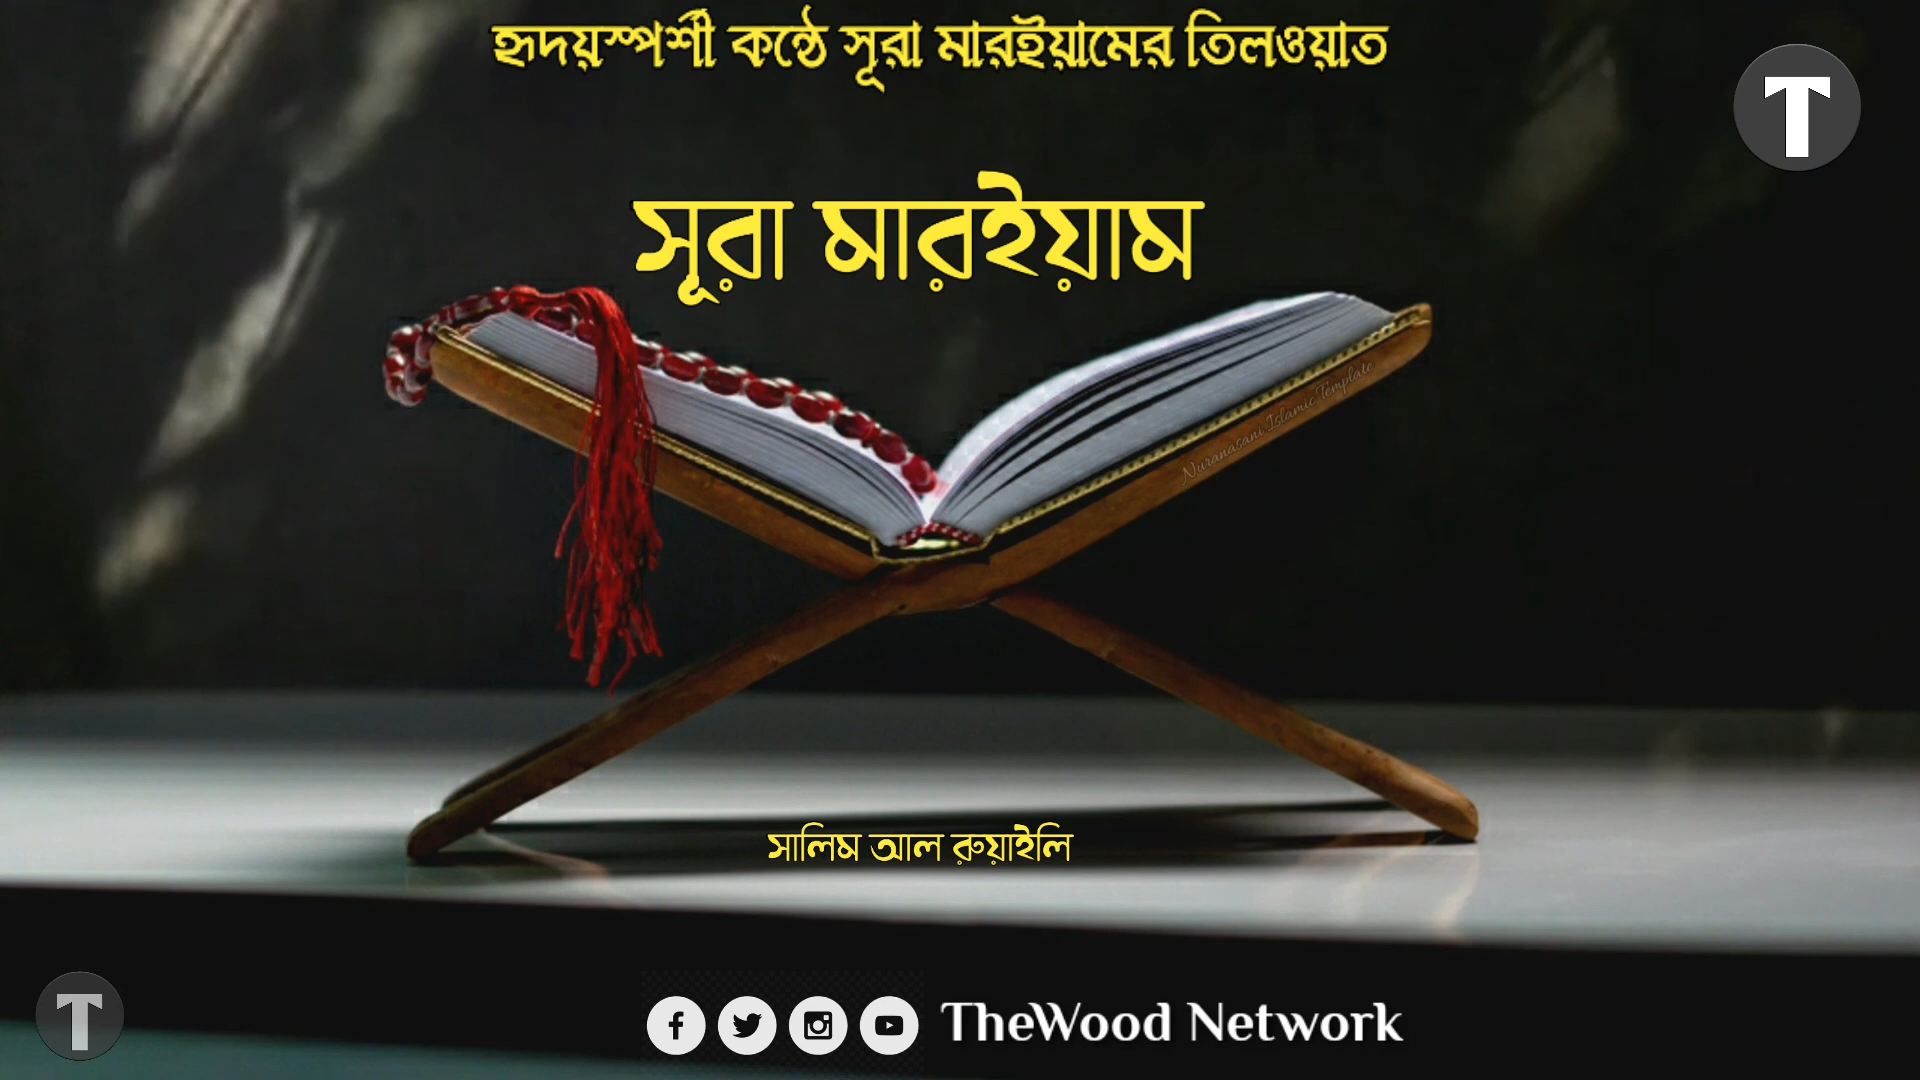 হৃদয়স্পর্শী কন্ঠে সূরা মারইয়ামের তিলওয়াত
T
সূরা মারইয়াম
Nuranasani Islamic Template
সালিম আল রুয়াইলি
T
TheWood Network